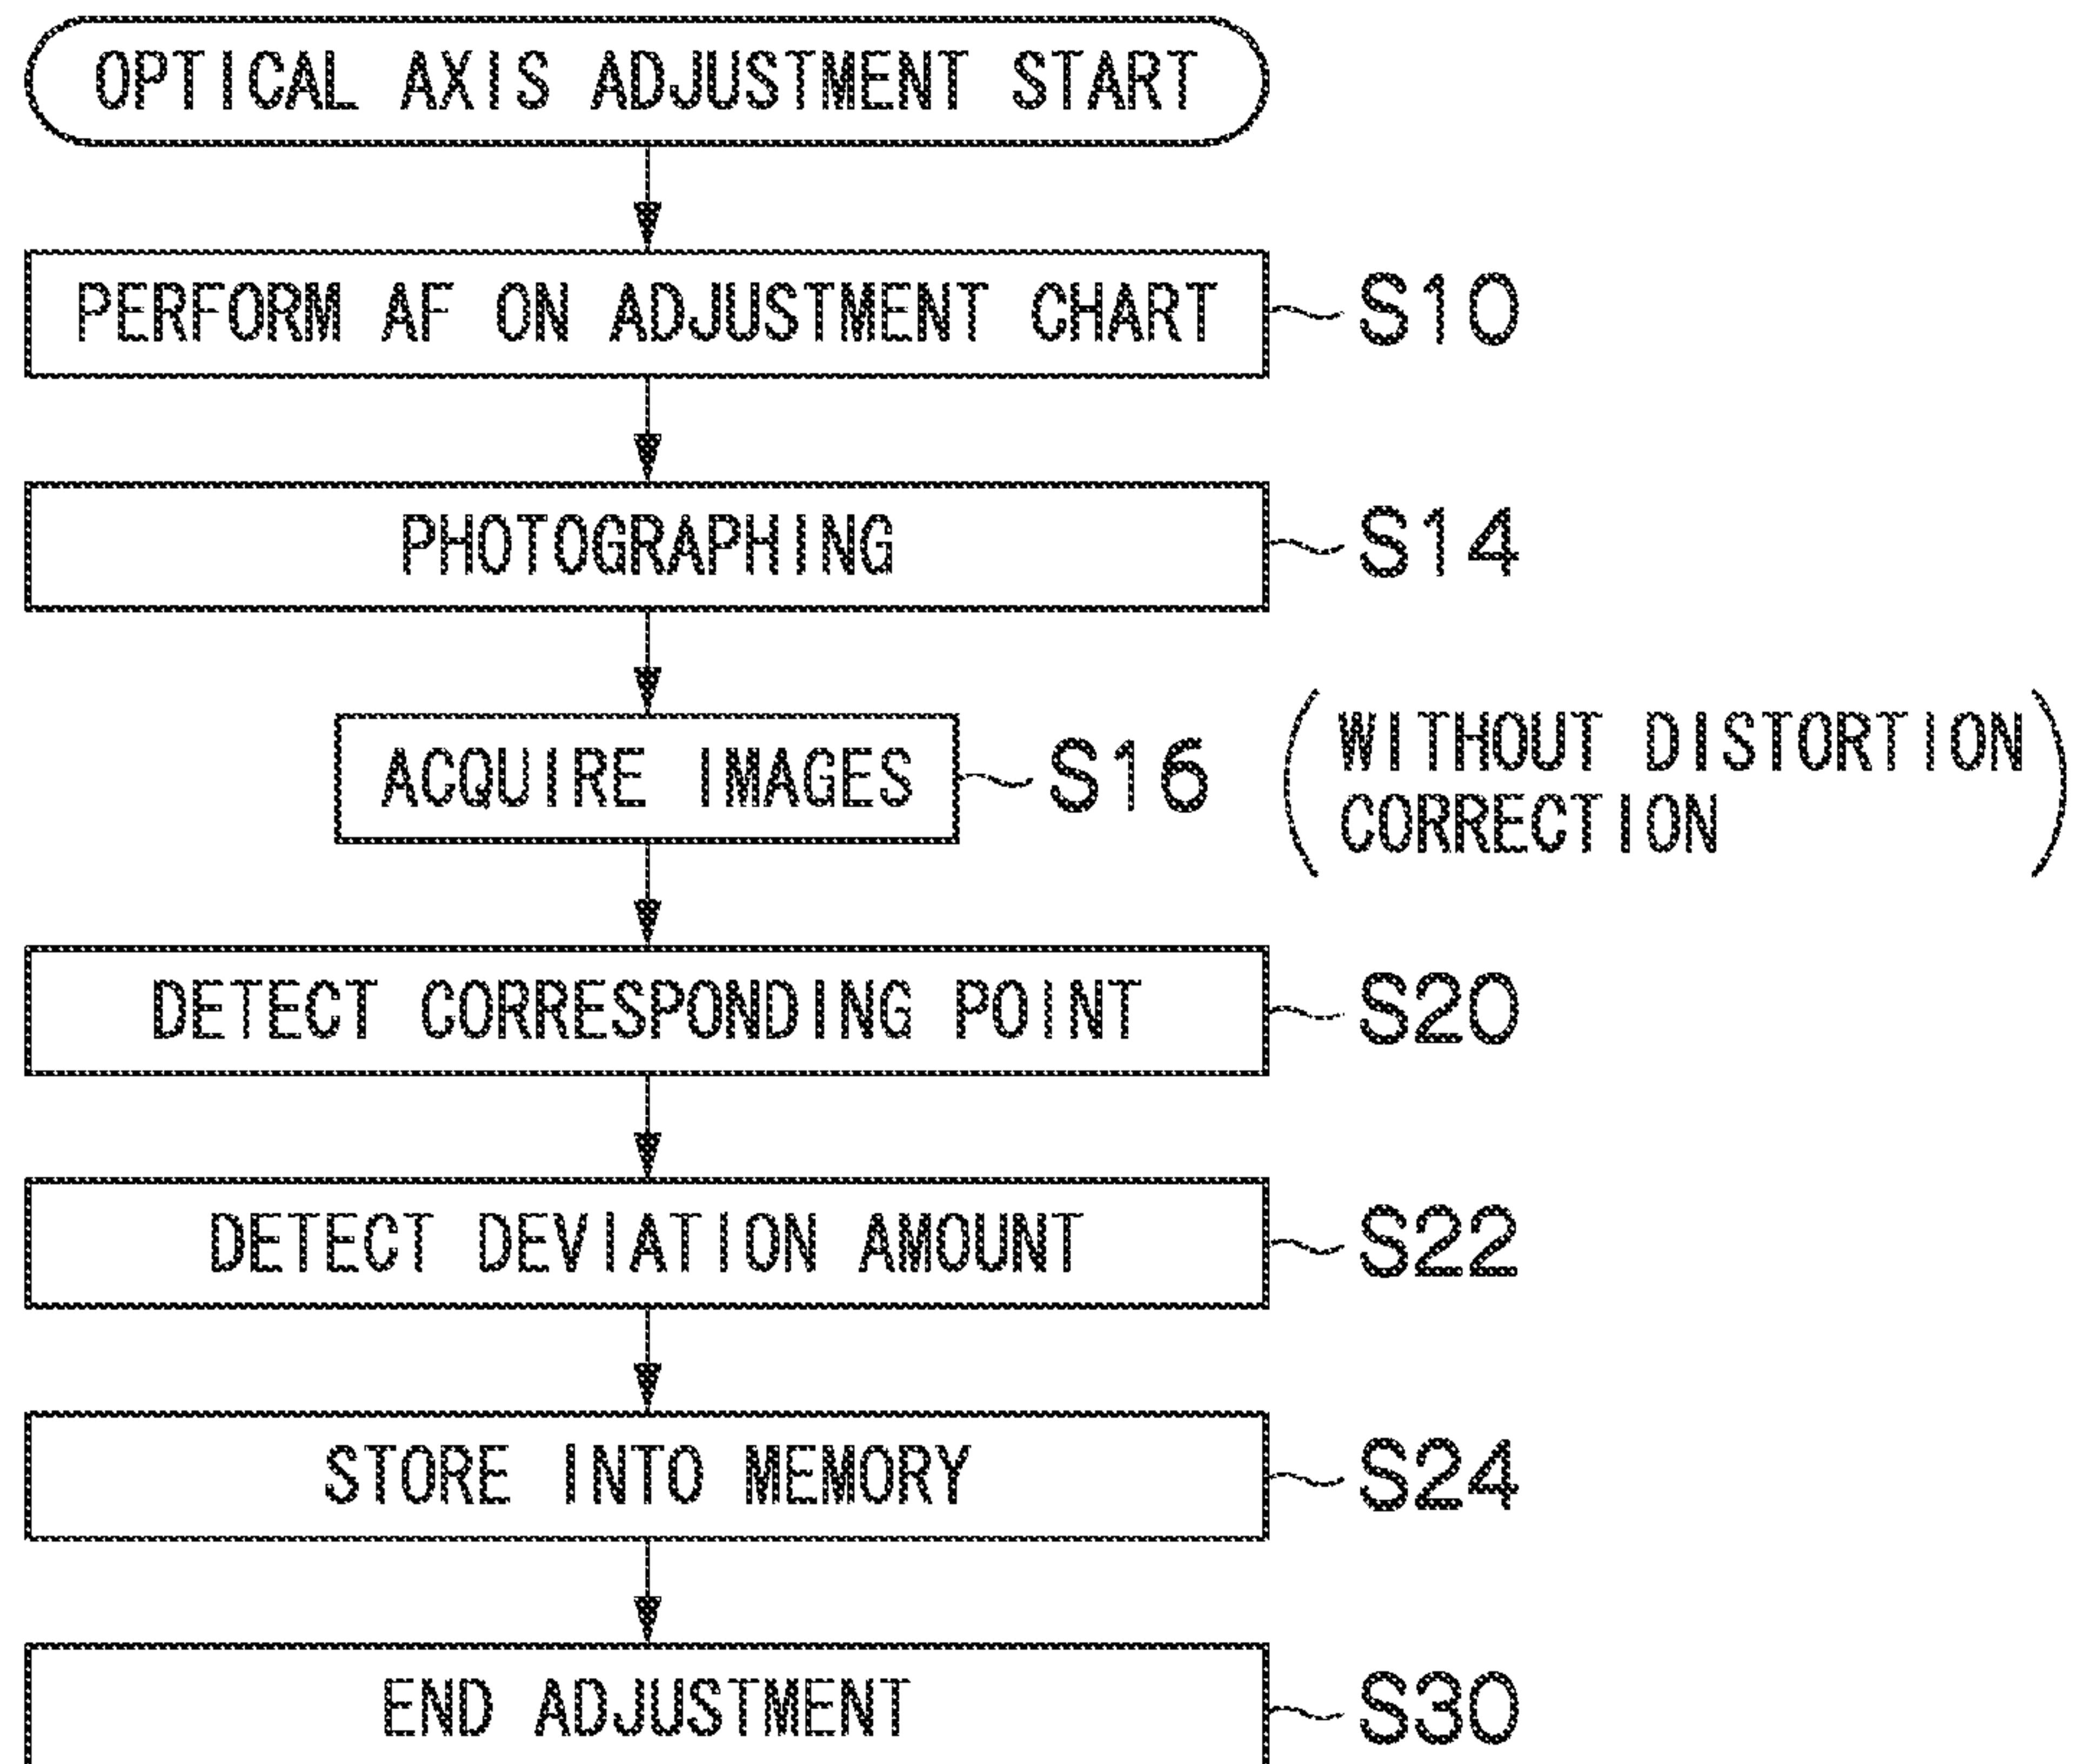 OPTICAL AXIS ADJUSTMENT START
PERFORM AF ON ADJUSTMENT CHART S10
PHOTOGRAPHING S14
ACQUIRE IMAGES S16 (WITHOUT DISTORTION
CORRECTION)
DETECT CORRESPONDING POINT S20
DETECT DEVIATION AMOUNT S22
STORE INTO MEMORY S24
END ADJUSTMENT S30